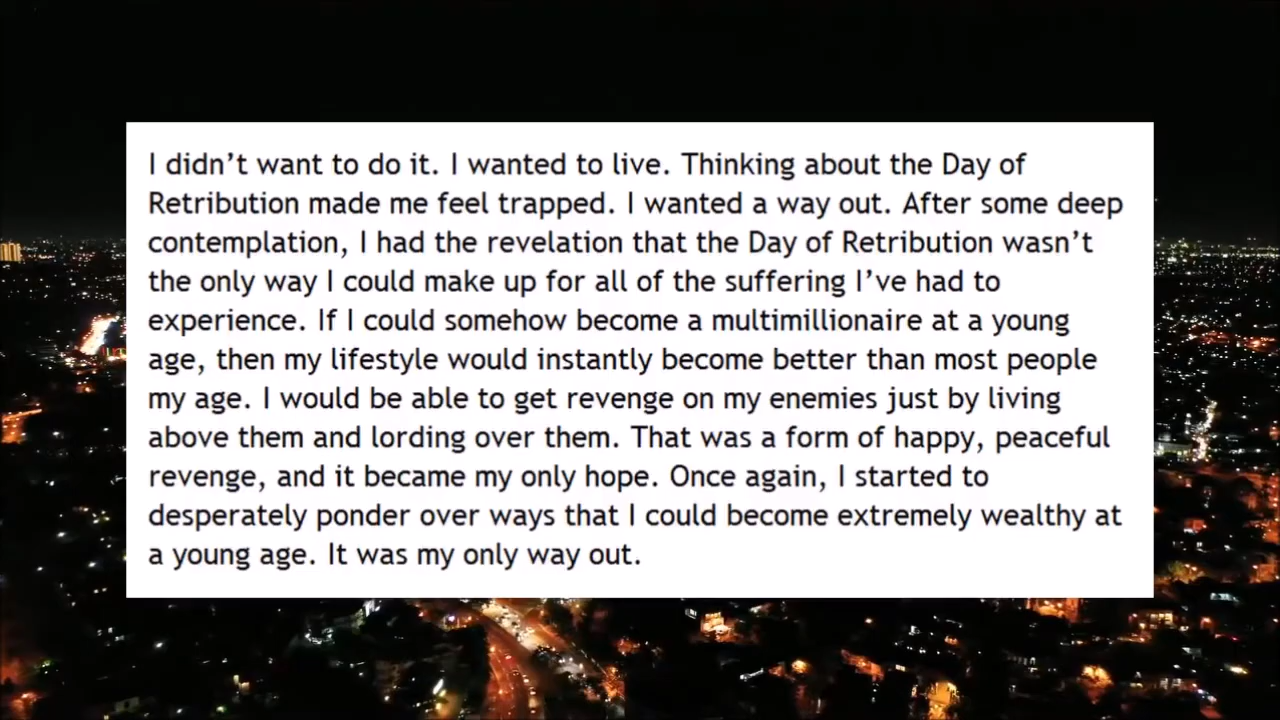 I didn’t want to do it. I wanted to live. Thinking about the Day of
Retribution made me feel trapped. I wanted a way out. After some deep
contemplation, I had the revelation that the Day of Retribution wasn’t
the only way I could make up for all of the suffering I’ve had to
experience. If I could somehow become a multimillionaire at a young
age, then my lifestyle would instantly become better than most people
my age. I would be able to get revenge on my enemies just by living
above them and lording over them. That was a form of happy, peaceful
revenge, and it became my only hope. Once again, I started to
desperately ponder over ways that I could become extremely wealthy at
a young age. It was my only way out.